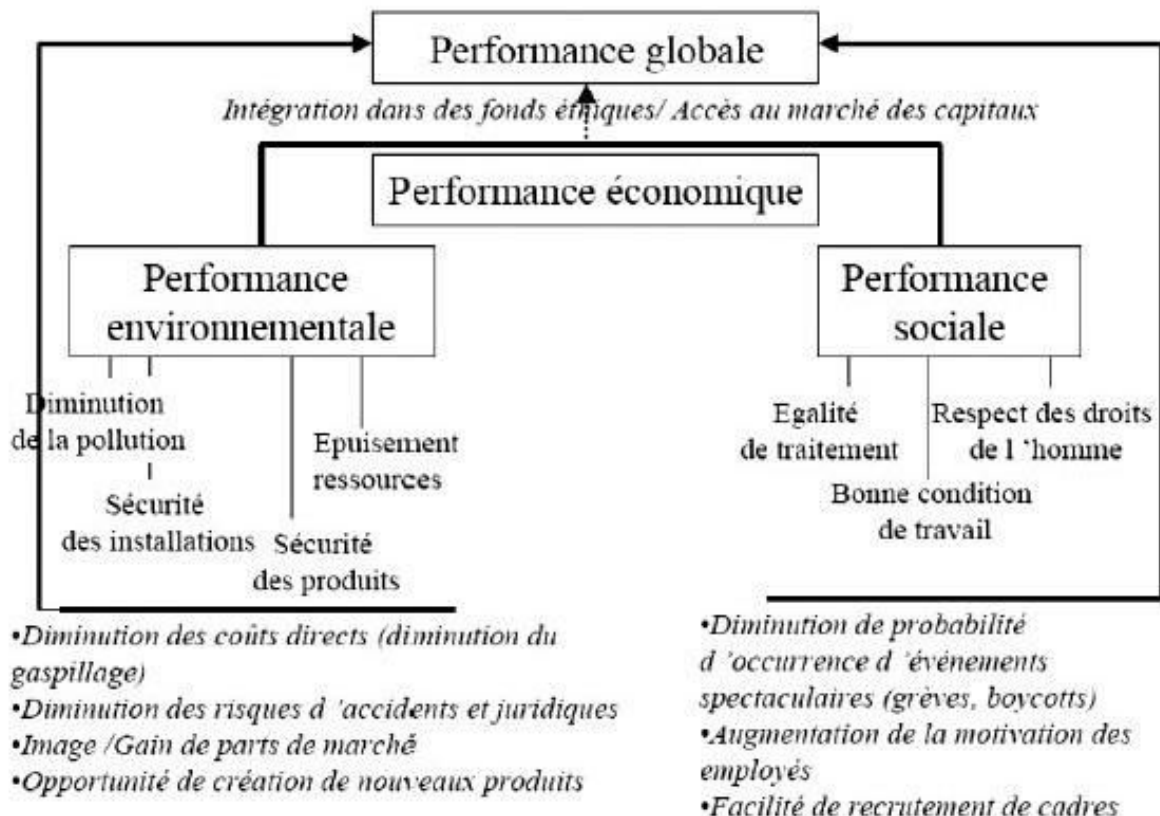 Performance globale
Intégration dans des fonds éthiques/ Accès au marché des capitaux
Performance économique
Performance
environnementale
Performance
sociale
Diminution
de la pollution
Sécurité
des installations
Sécurité
des produits
Epuisement
ressources
Egalité
de traitement
Bonne condition
de travail
Respect des droits
de l ’homme
•Diminution des coûts directs (diminution du
gaspillage)
•Diminution des risques d ’accidents et juridiques
•Image /Gain de parts de marché
•Opportunité de création de nouveaux produits
•Diminution de probabilité
d ’occurrence d ’événements
spectaculaires (grèves, boycotts)
•Augmentation de la motivation des
employés
•Facilité de recrutement de cadres